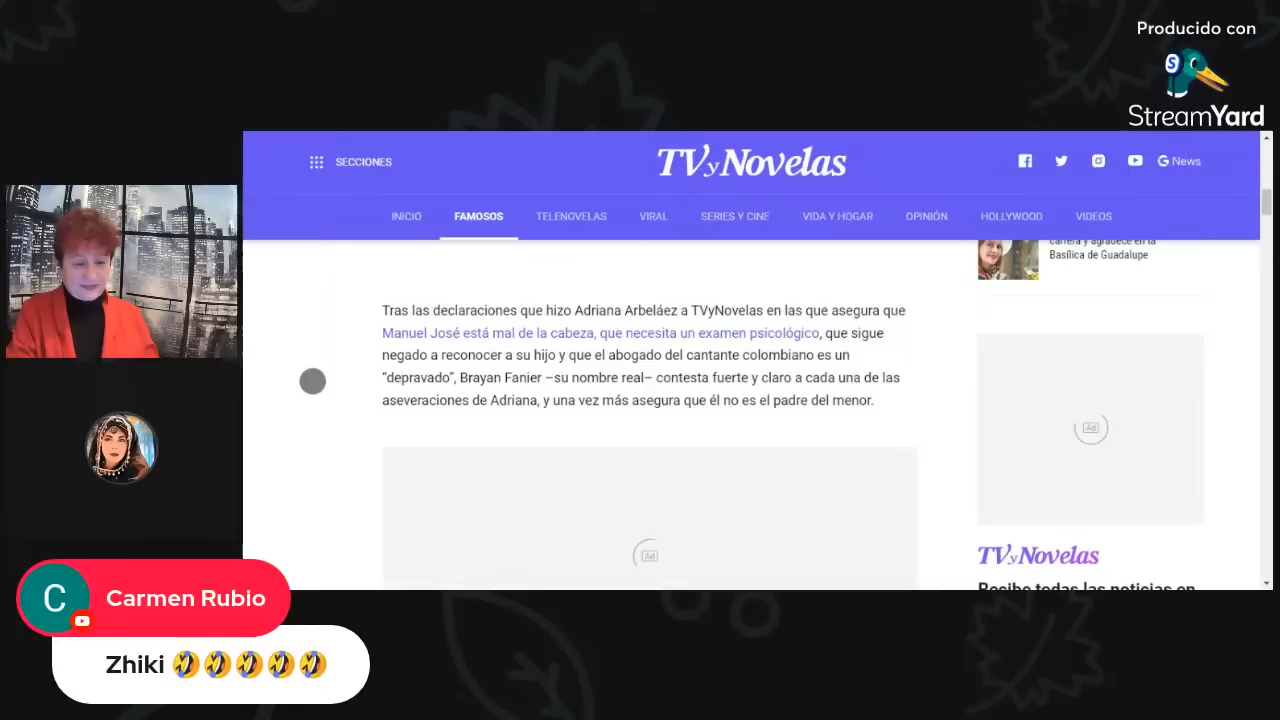 Producido con
StreamYard
SECCIONES
TVyNovelas
News
INICIO
FAMOSOS
TELENOVELAS
VIRAL
SERIES Y CINE
VIDA Y HOGAR
OPINIÓN
HOLLYWOOD
VIDEOS
carrera y agradece en la
Basílica de Guadalupe
Tras las declaraciones que hizo Adriana Arbeláez a TVyNovelas en las que asegura que
Manuel José está mal de la cabeza, que necesita un examen psicológico, que sigue
negado a reconocer a su hijo y que el abogado del cantante colombiano es un
“depravado”, Brayan Fanier –su nombre real– contesta fuerte y claro a cada una de las
aseveraciones de Adriana, y una vez más asegura que él no es el padre del menor.
Ad
Ad
TVyNovelas
Recibe todas las noticias en
C
Carmen Rubio
Zhiki 🤣🤣🤣🤣🤣